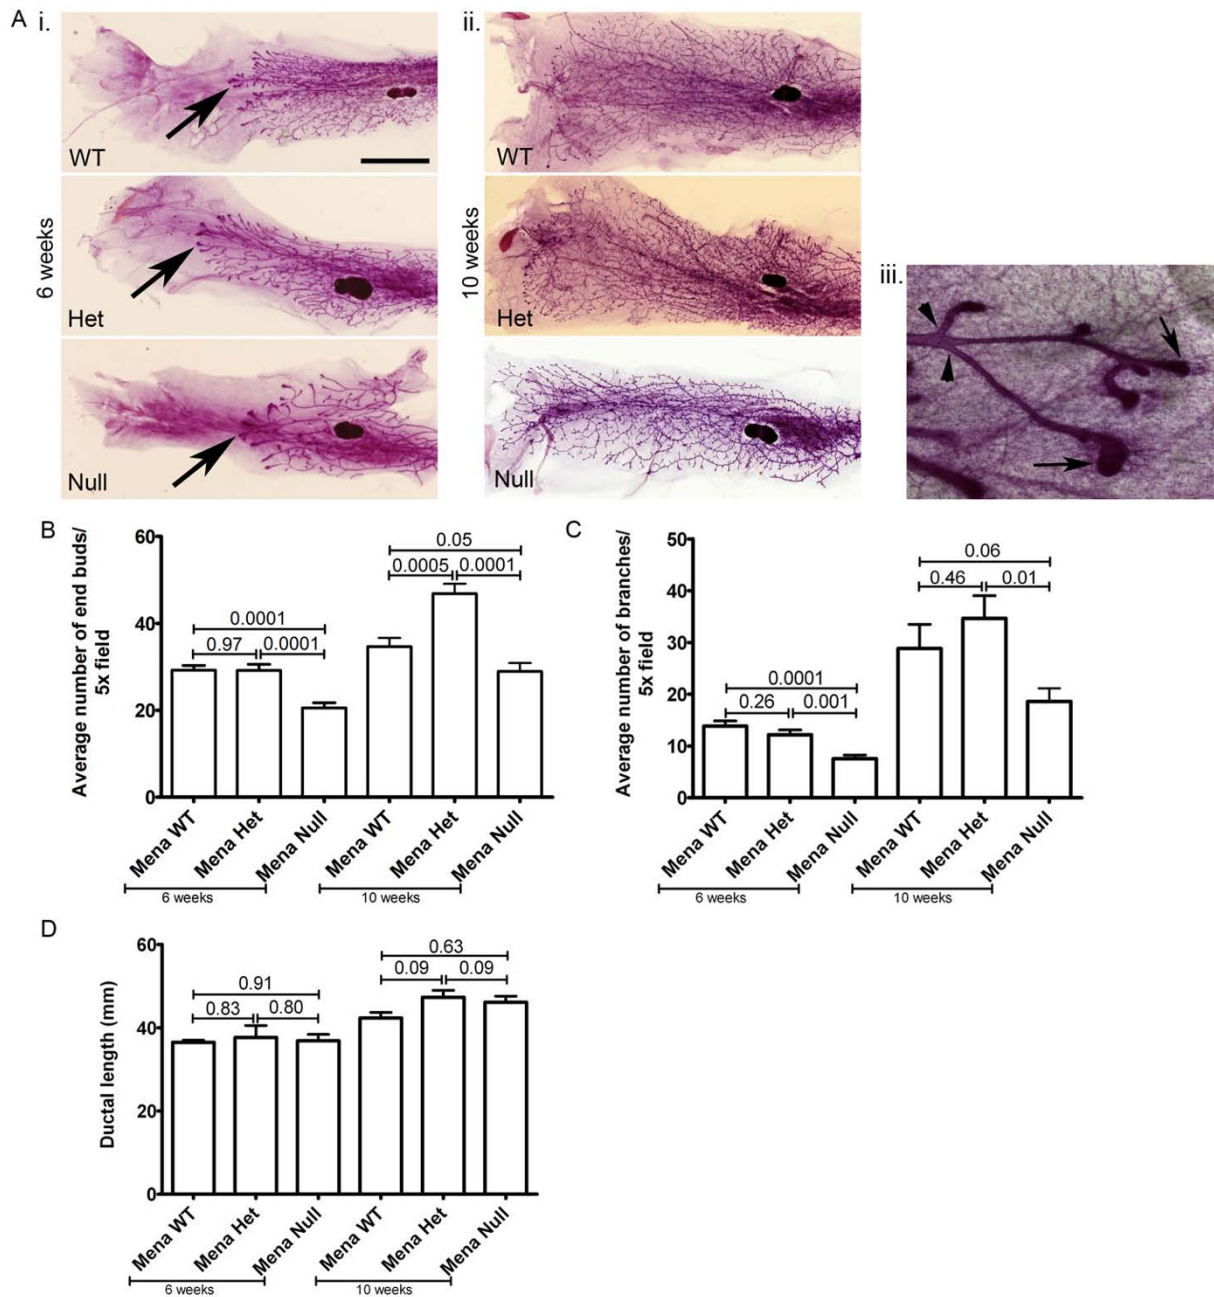 A i.
ii.
WT
WT
6 weeks
10 weeks
Het
Het
iii.
Null
Null
B
Average number of end buds/
5x field
60
40
20
0
0.05
0.0005
0.0001
0.0001
0.97
0.0001
Mena WT
Mena Het
Mena Null
Mena WT
Mena Het
Mena Null
6 weeks
10 weeks
C
Average number of branches/
5x field
50
40
30
20
10
0
0.06
0.46
0.01
0.0001
0.26
0.001
Mena WT
Mena Het
Mena Null
Mena WT
Mena Het
Mena Null
6 weeks
10 weeks
D
Ductal length (mm)
60
40
20
0
0.63
0.09
0.09
0.91
0.83
0.80
Mena WT
Mena Het
Mena Null
Mena WT
Mena Het
Mena Null
6 weeks
10 weeks